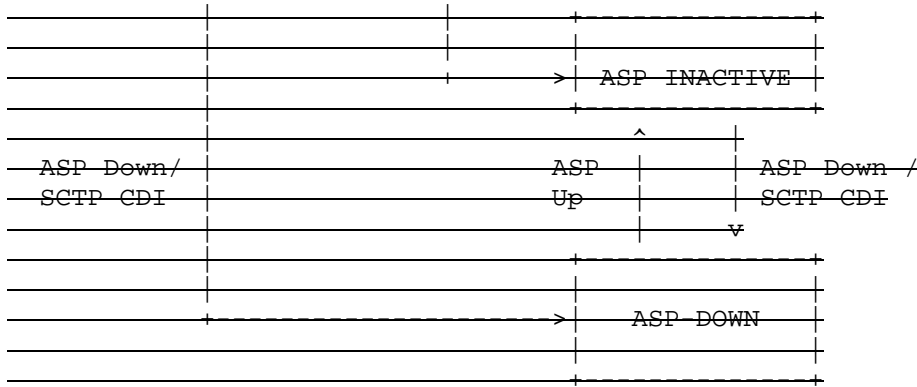 ASP INACTIVE
ASP Down/ ASP ASP Down /
SCTP CDI Up SCTP CDI
ASP-DOWN